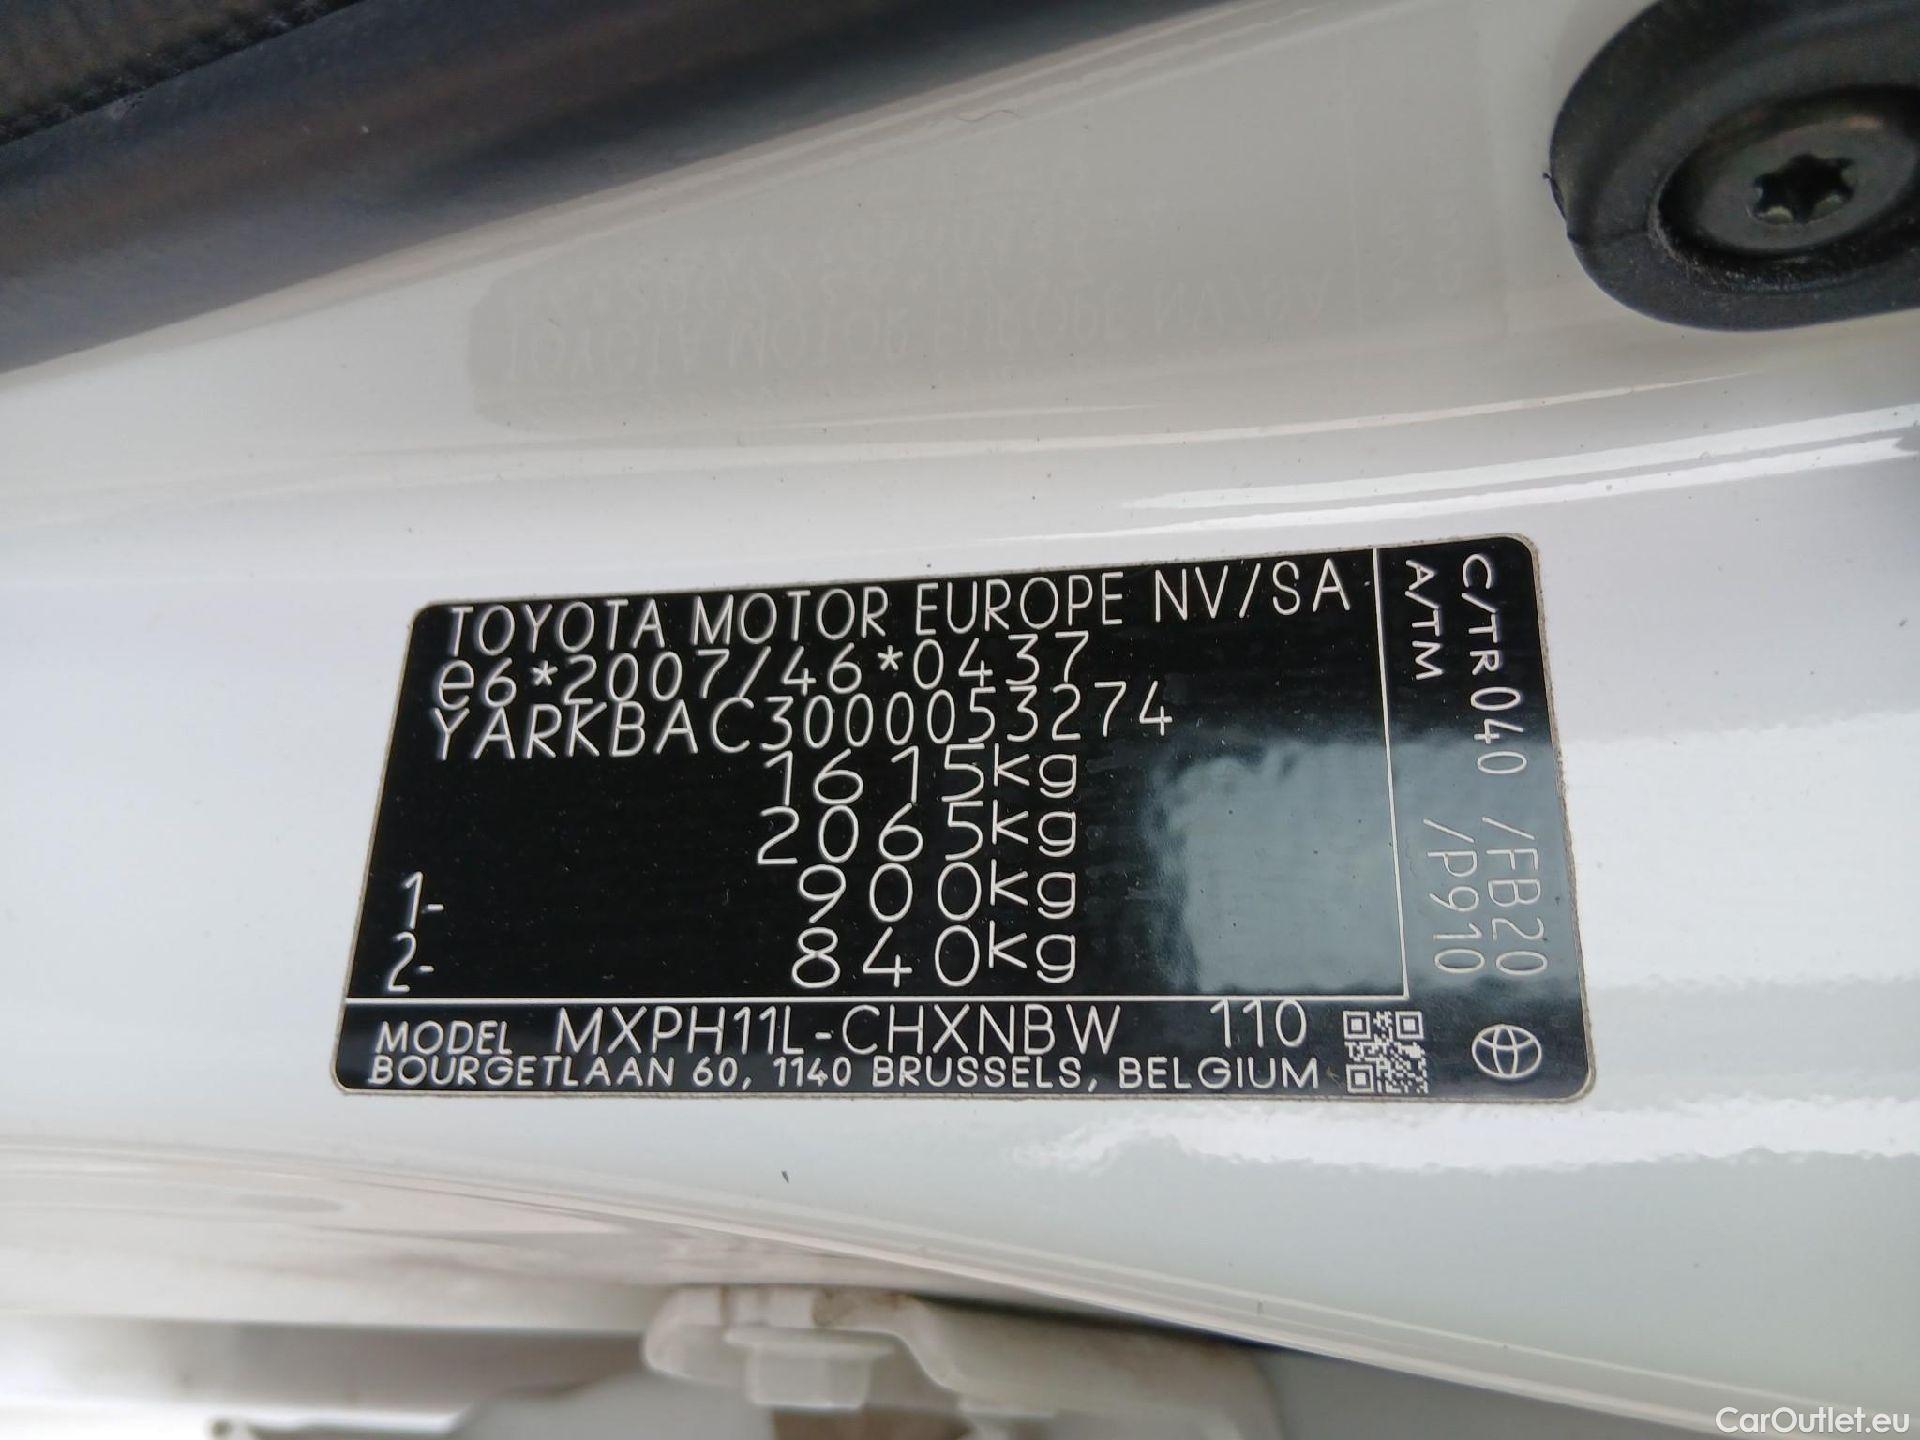 TOYOTA MOTOR EUROPE NV/SA
e6*2007/46*0437
YARKBAC3000053274
1615kg
2065kg
1- 900kg
2- 840kg
C/TR 040 /FB20
A/TM /P910
MODEL MXPH11L-CHXNBW 110
BOURGETLAAN 60, 1140 BRUSSELS, BELGIUM
CarOutlet.eu